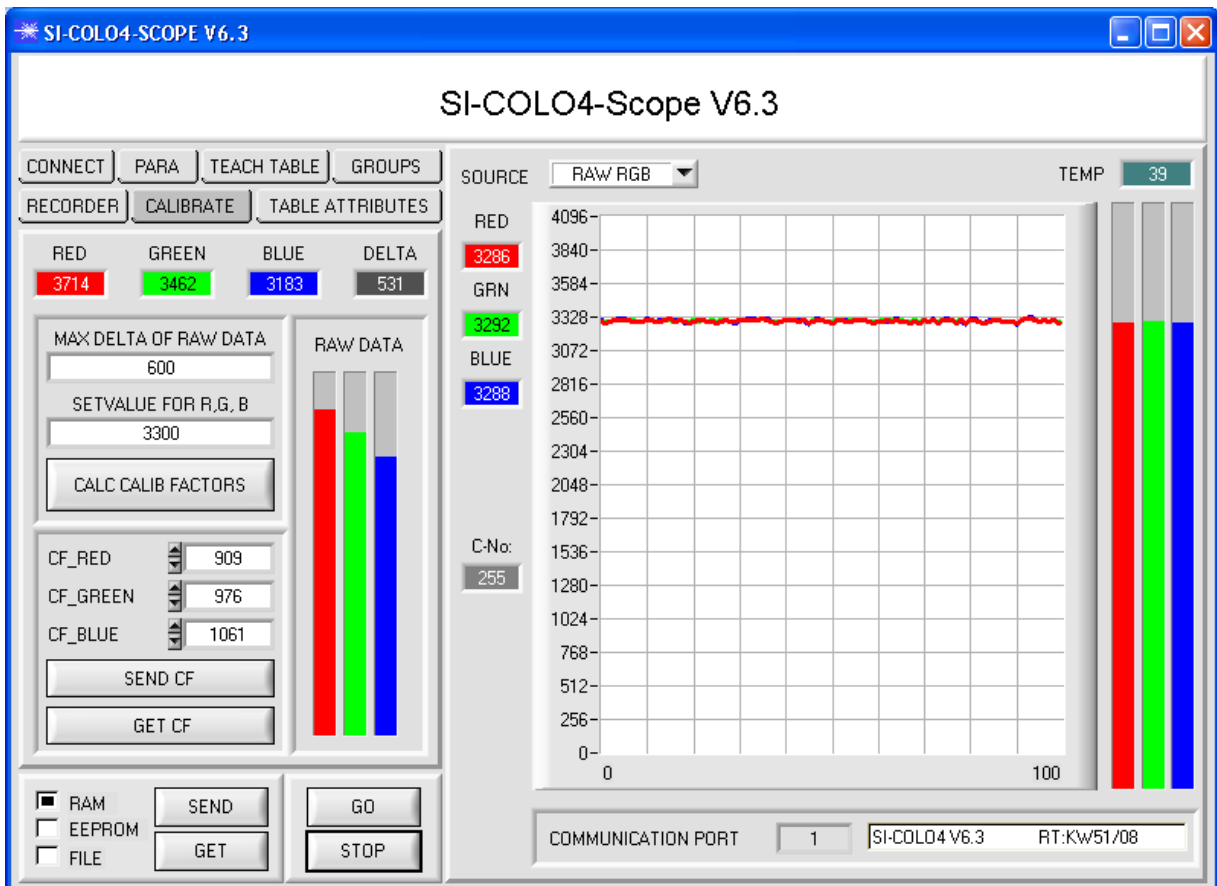 SI-COLO4-SCOPE V6.3
SI-COLO4-Scope V6.3
CONNECT PARA TEACH TABLE GROUPS
RECORDER CALIBRATE TABLE ATTRIBUTES
RED GREEN BLUE DELTA
3714 3462 3183 531
MAX DELTA OF RAW DATA
600
SETVALUE FOR R,G, B
3300
CALC CALIB FACTORS
RAW DATA
CF_RED 909
CF_GREEN 976
CF_BLUE 1061
SEND CF
GET CF
RAM
EEPROM
FILE
SEND
GET
GO
STOP
SOURCE RAW RGB
TEMP 39
RED
3286
GRN
3292
BLUE
3288
C-No:
255
4096
3840
3584
3328
3072
2816
2560
2304
2048
1792
1536
1280
1024
768
512
256
0
0 100
COMMUNICATION PORT 1 SI-COLO4 V6.3 RT:KW51/08